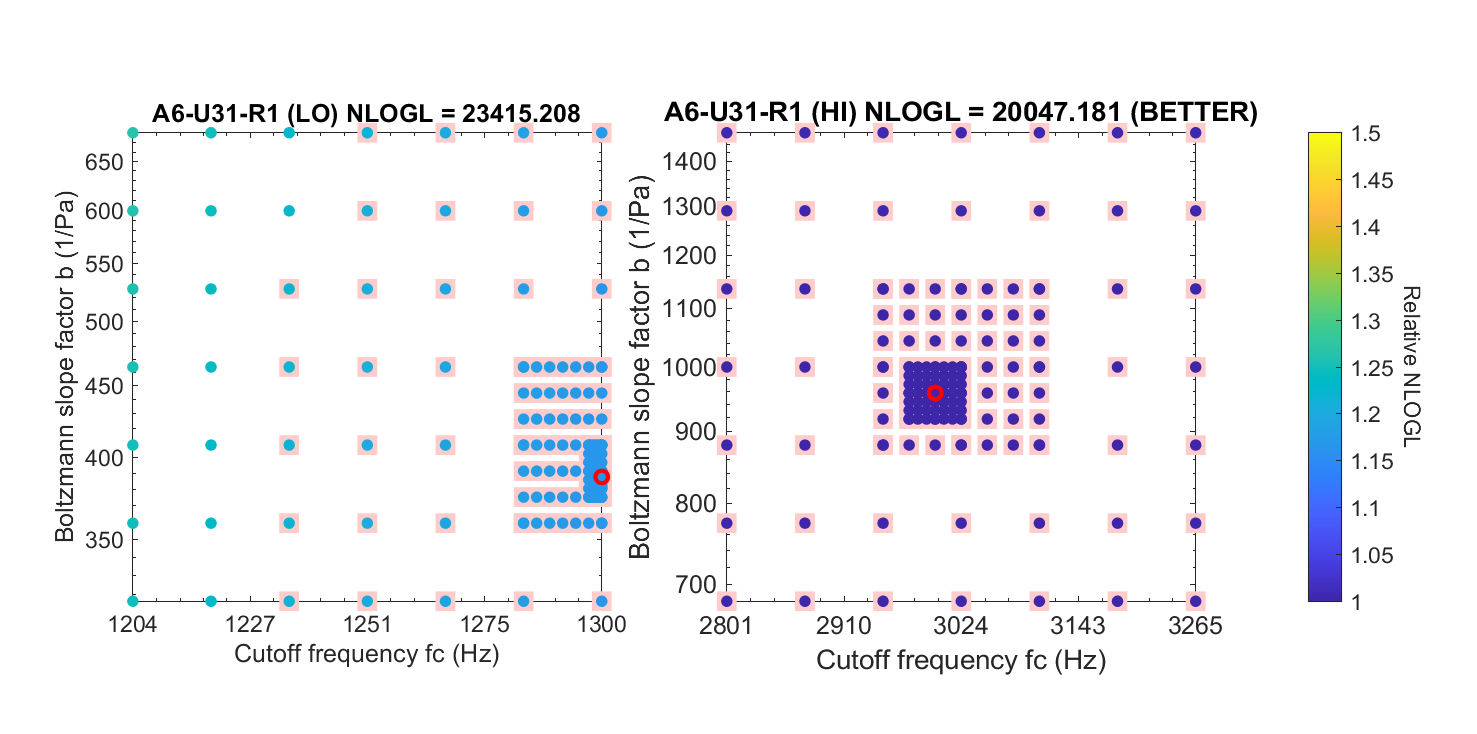 A6-U31-R1 (LO) NLOGL = 23415.208
650
600
550
500
450
400
350
Boltzmann slope factor b (1/Pa)
1204 1227 1251 1275 1300
Cutoff frequency fc (Hz)
A6-U31-R1 (HI) NLOGL = 20047.181 (BETTER)
1400
1300
1200
1100
1000
900
800
700
Boltzmann slope factor b (1/Pa)
2801 2910 3024 3143 3265
Cutoff frequency fc (Hz)
1.5
1.45
1.4
1.35
1.3
1.25
1.2
1.15
1.1
1.05
1
Relative NLOGL